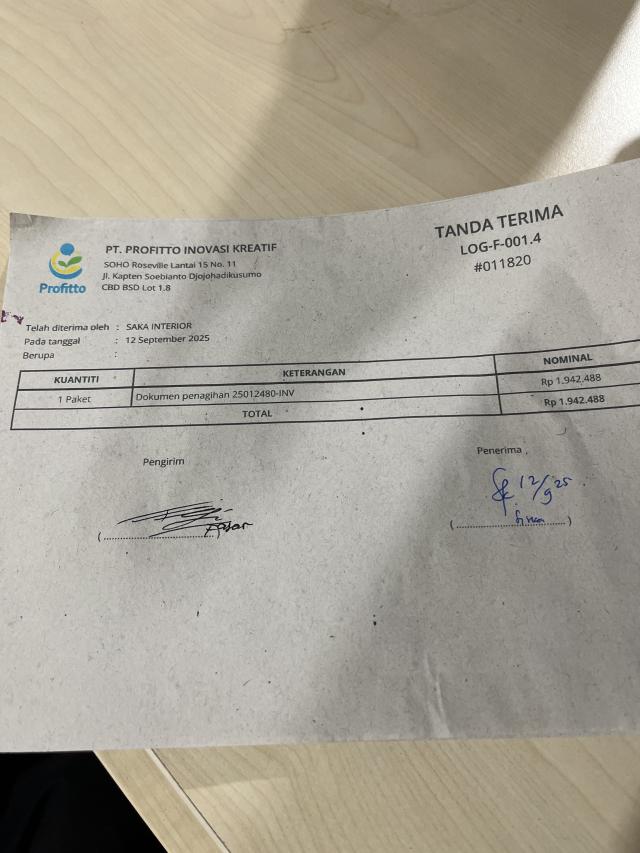 Profitto
PT. PROFITTO INOVASI KREATIF
SOHO Roseville Lantai 15 No. 11
Jl. Kapten Soebianto Djojohadikusumo
CBD BSD Lot 1.8
TANDA TERIMA
LOG-F-001.4
#011820
Telah diterima oleh : SAKA INTERIOR
Pada tanggal : 12 September 2025
Berupa :
KUANTITI KETERANGAN NOMINAL
1 Paket Dokumen penagihan 25012480-INV Rp 1.942.488
TOTAL Rp 1.942.488
Pengirim
Penerima,
12/9 25
(........................)
(........................)